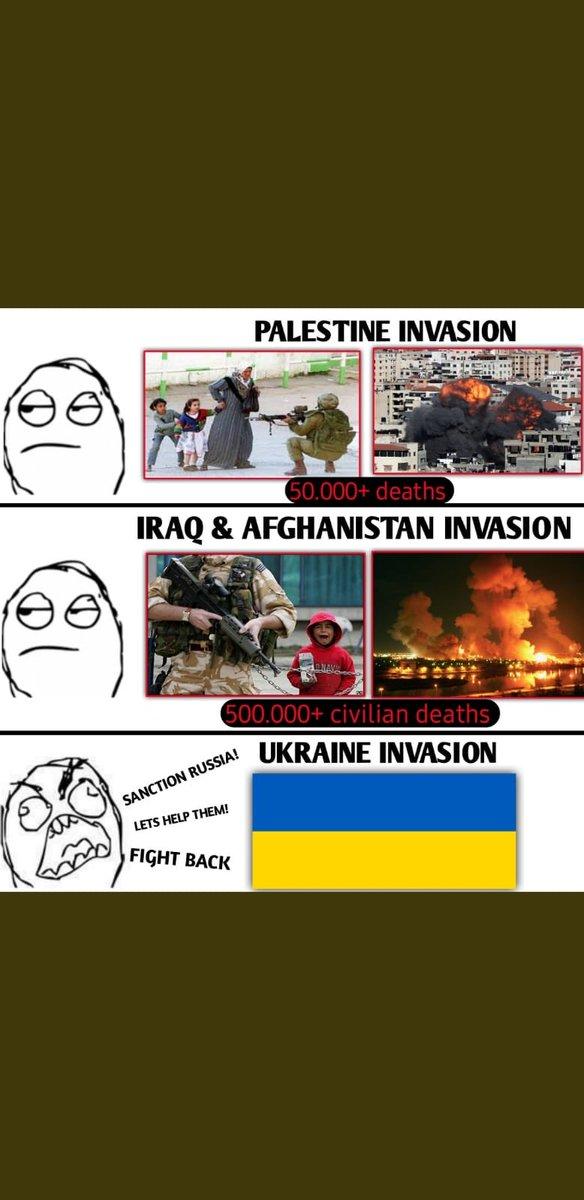 PALESTINE INVASION
50.000+ deaths
IRAQ & AFGHANISTAN INVASION
500.000+ civilian deaths
UKRAINE INVASION
SANCTION RUSSIA!
LETS HELP THEM!
FIGHT BACK